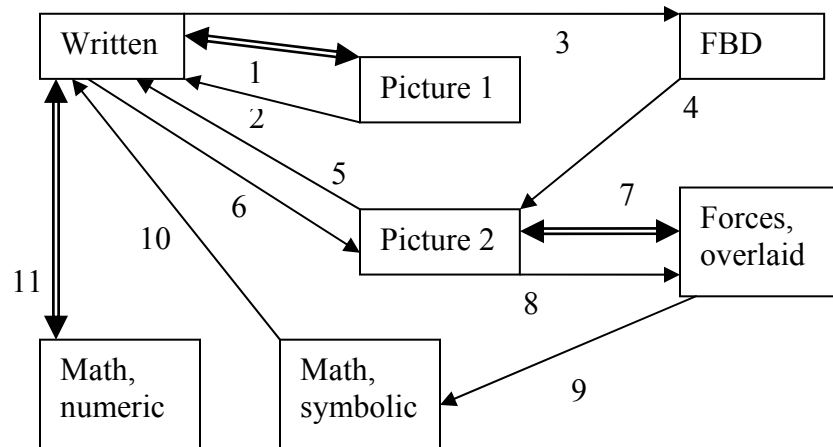 Written
3
FBD
1
Picture 1
2
4
5
6
7
Picture 2
Forces,
overlaid
10
8
11
Math,
numeric
Math,
symbolic
9